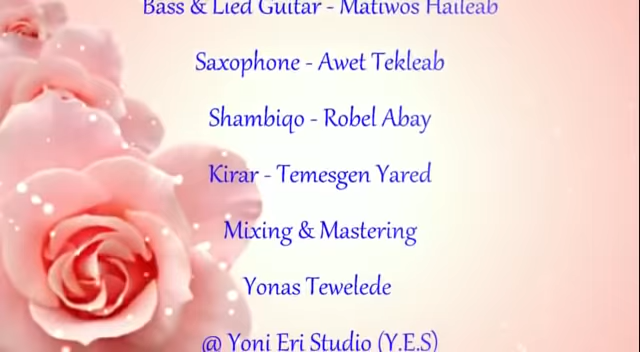 Bass & Lied Guitar - Matiwos Haileab
Saxophone - Awet Tekleab
Shambiqo - Robel Abay
Kirar - Temesgen Yared
Mixing & Mastering
Yonas Tewelede
@ Yoni Eri Studio (Y.E.S)